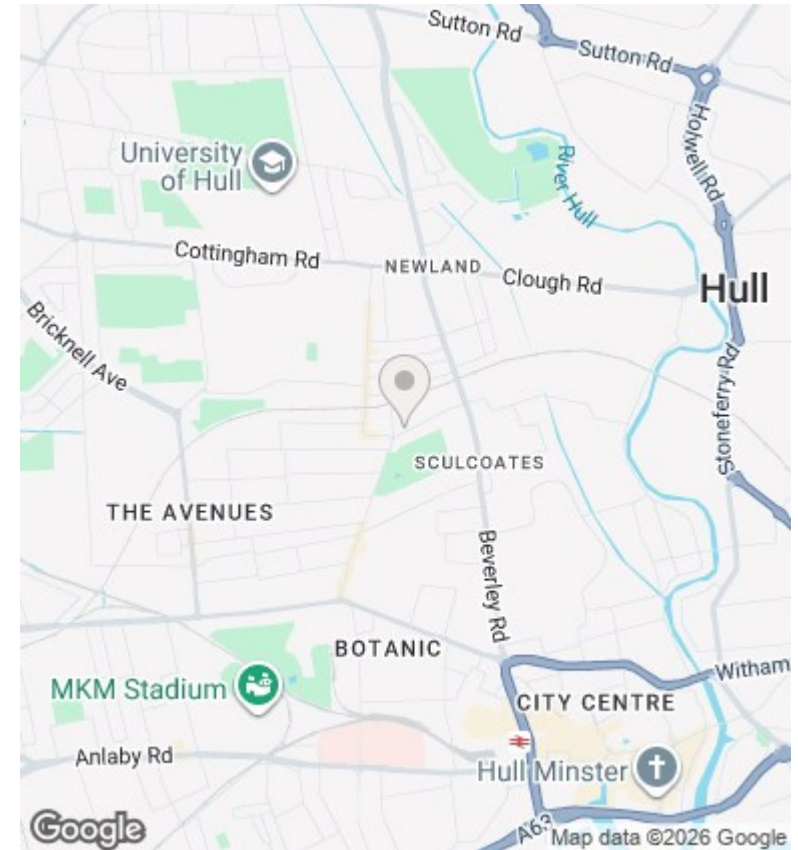 Sutton Rd
Sutton Rd
Holwell Rd
University
of Hull
River Hull
Cottingham Rd
NEWLAND
Clough Rd
Hull
Bricknell Ave
Stoneferry Rd
SCULCOATES
THE AVENUES
Beverley Rd
BOTANIC
Witham
MKM Stadium
CITY CENTRE
Anlaby Rd
Hull Minster
A63
Google
Map data ©2026 Google